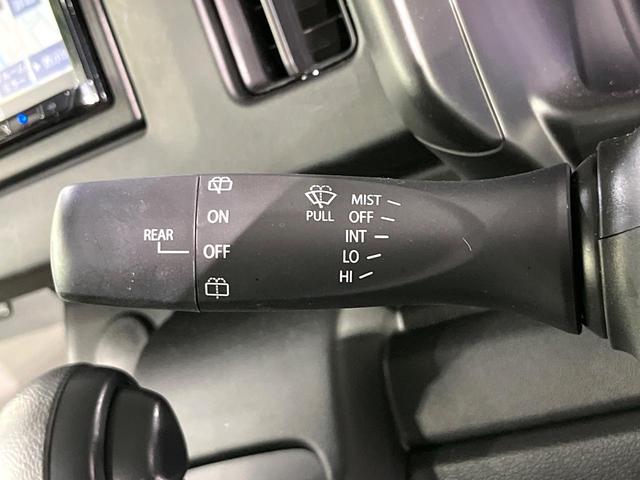 REAR
ON
OFF
PULL
MIST
OFF
INT
LO
HI